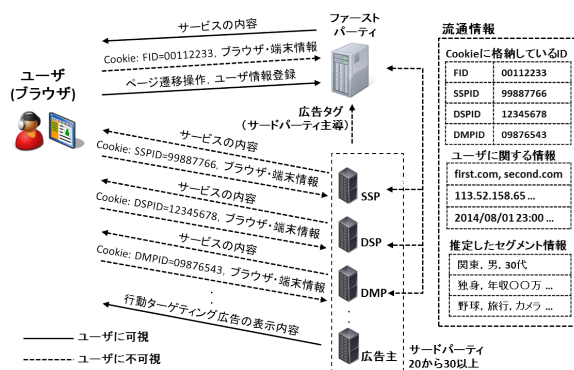 サービスの内容
Cookie: FID=00112233, ブラウザ・端末情報
ページ遷移操作, ユーザ情報登録
ファースト
パーティ
ユーザ
(ブラウザ)
広告タグ
(サードパーティ主導)
サービスの内容
Cookie: SSPID=99887766, ブラウザ・端末情報
サービスの内容
Cookie: DSPID=12345678, ブラウザ・端末情報
サービスの内容
Cookie: DMPID=09876543, ブラウザ・端末情報
行動ターゲティング広告の表示内容
SSP
DSP
DMP
広告主
サードパーティ
20から30以上
ユーザに可視
ユーザに不可視
流通情報
Cookieに格納しているID
FID 00112233
SSPID 99887766
DSPID 12345678
DMPID 09876543
ユーザに関する情報
first.com, second.com
113.52.158.65 ...
2014/08/01 23:00 ...
推定したセグメント情報
関東, 男, 30代
独身, 年収〇〇万 ...
野球, 旅行, カメラ ...